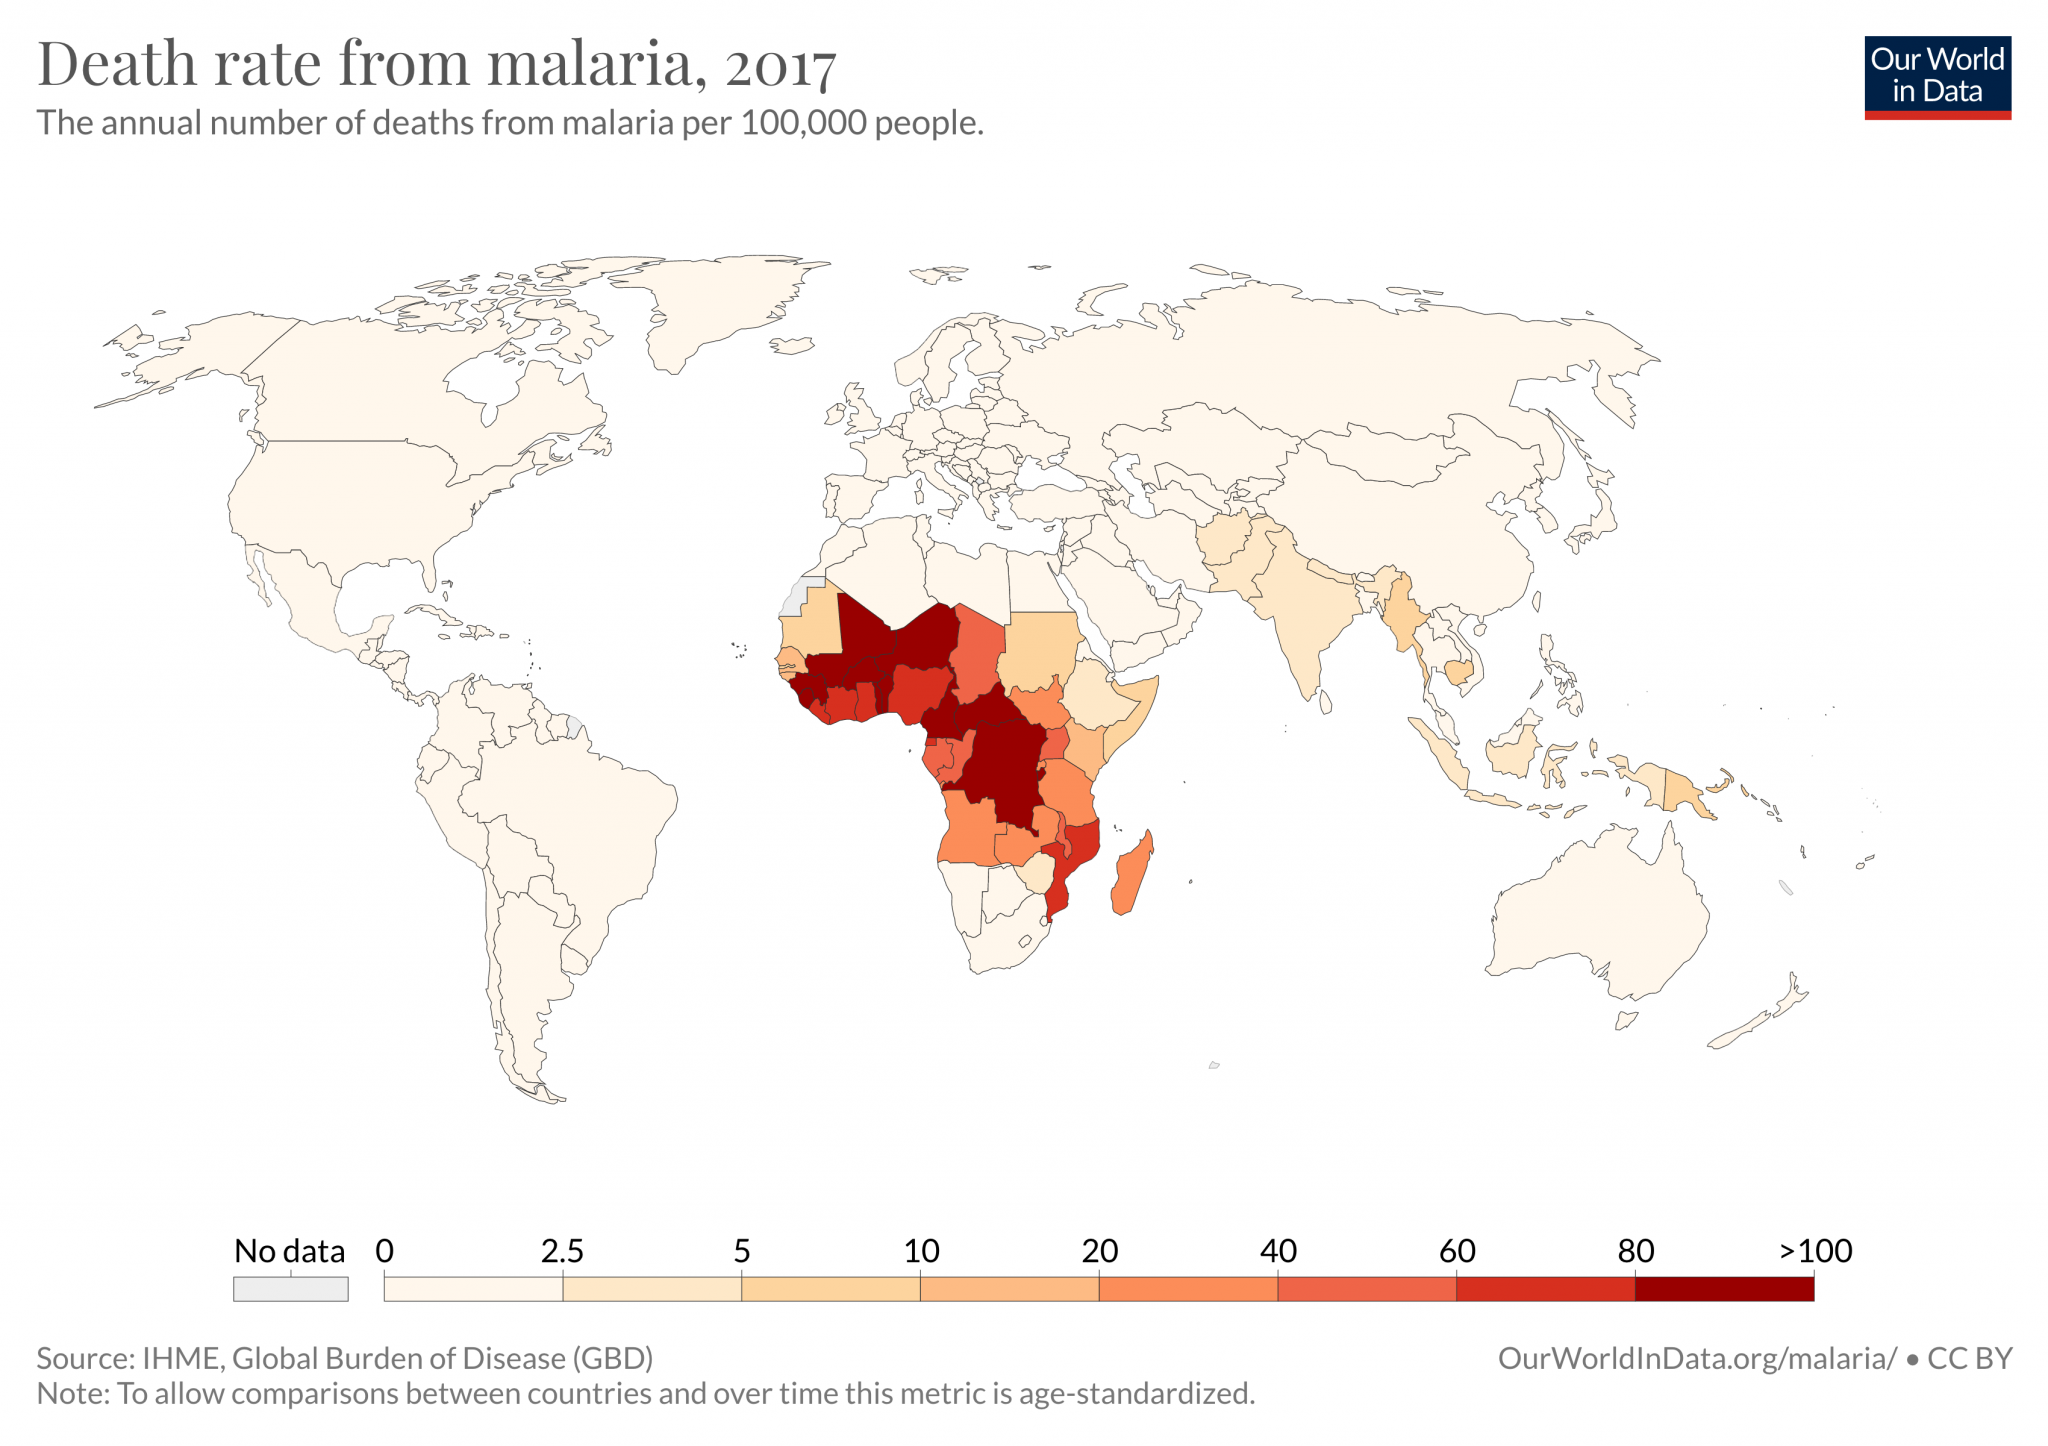 Death rate from malaria, 2017
The annual number of deaths from malaria per 100,000 people.
Our World
in Data
No data 0 2.5 5 10 20 40 60 80 >100
Source: IHME, Global Burden of Disease (GBD)
OurWorldInData.org/malaria/ • CC BY
Note: To allow comparisons between countries and over time this metric is age-standardized.